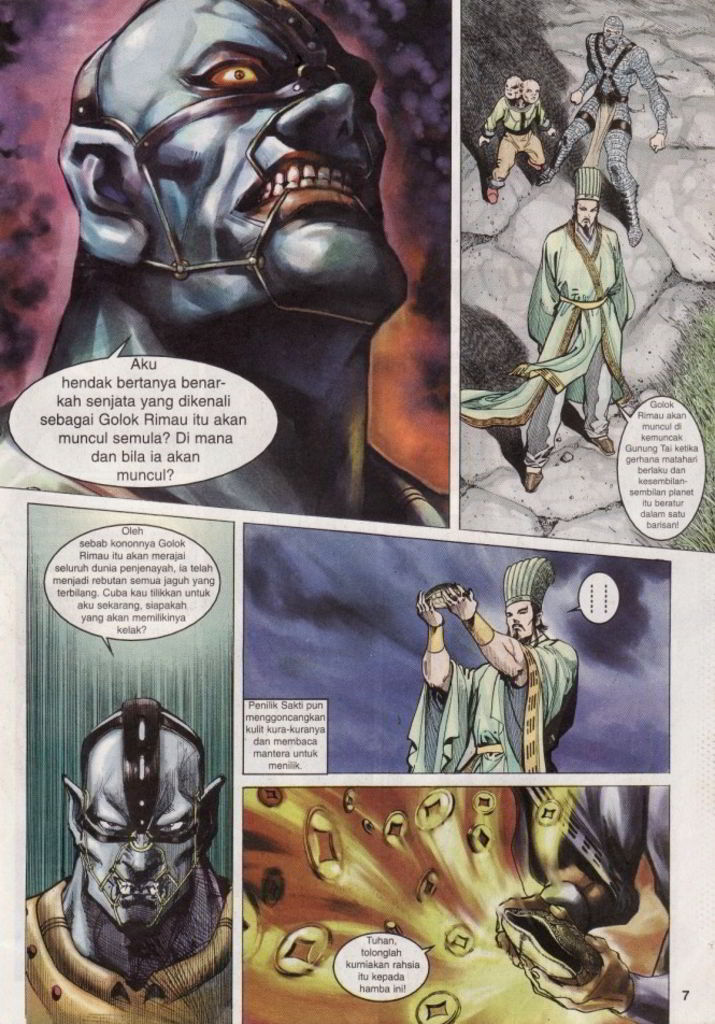 Aku
hendak bertanya benar-
kah senjata yang dikenali
sebagai Golok Rimau itu akan
muncul semula? Di mana
dan bila ia akan
muncul?
Golok
Rimau akan
muncul di
kemuncak
Gunung Tai ketika
gerhana matahari
berlaku dan
kesembilan-
sembilan planet
itu beratur
dalam satu
barisan!
Oleh
sebab kononnya Golok
Rimau itu akan merajai
seluruh dunia penjenayah, ia telah
menjadi rebutan semua jaguh yang
terbilang. Cuba kau tilikkan untuk
aku sekarang, siapakah
yang akan memilikinya
kelak?
Penilik Sakti pun
menggoncangkan
kulit kura-kuranya
dan membaca
mantera untuk
menilik.
Tuhan,
tolonglah
kurniakan rahsia
itu kepada
hamba ini!
7